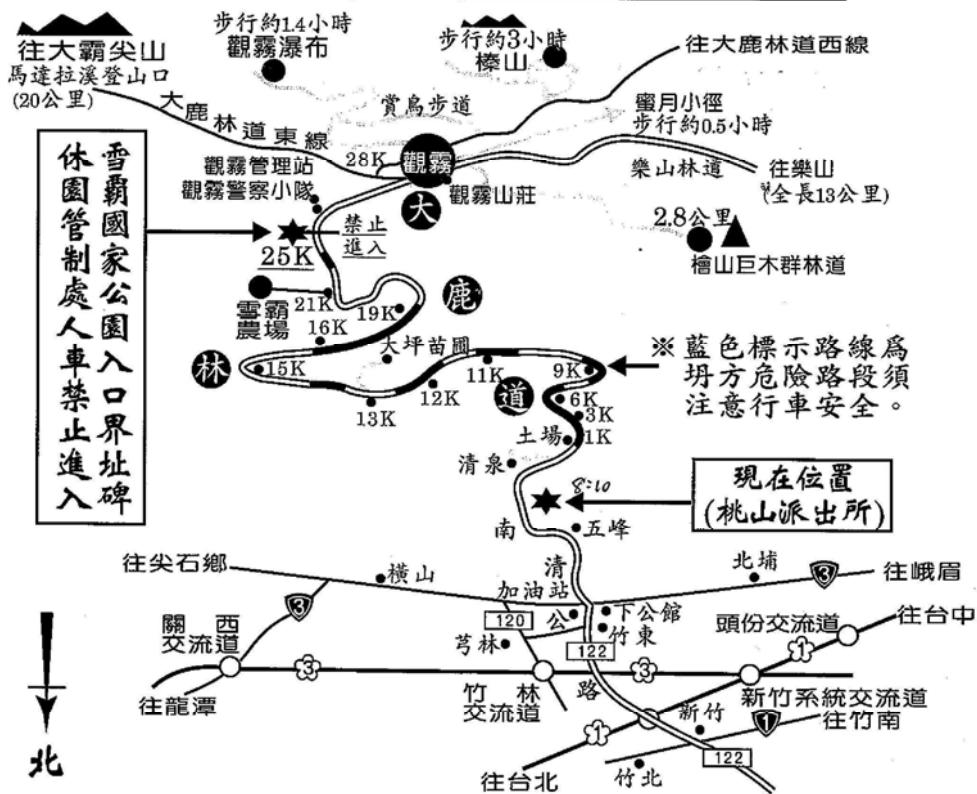 步行約1.4小時
觀霧瀑布
步行約3小時
榛山
往大霸尖山
馬達拉溪登山口
(20公里)
往大鹿林道西線
大鹿林道東線
賞鳥步道
蜜月小徑
步行約0.5小時
28K
觀霧
觀霧管理站
觀霧警察小隊
觀霧山莊
樂山林道
往樂山
(全長13公里)
雪霸國家公園入口界址碑
休園管制處人車禁止進入
大
禁止
進入
25K
2.8公里
檜山巨木群林道
21K
19K
鹿
雪霸
農場
16K
大坪苗圃
林
15K
11K
9K
※藍色標示路線為
坍方危險路段須
注意行車安全。
13K
12K
道
6K
3K
1K
土場
清泉
8:10
現在位置
(桃山派出所)
南
五峰
清
往尖石鄉
橫山
加油站
北埔
3
往峨眉
3
120
公
下公館
竹東
往台中
關西
交流道
芎林
122
頭份交流道
1
3
3
往龍潭
竹林
交流道
路
新竹系統交流道
往竹南
1
新竹
1
122
往台北
竹北
北